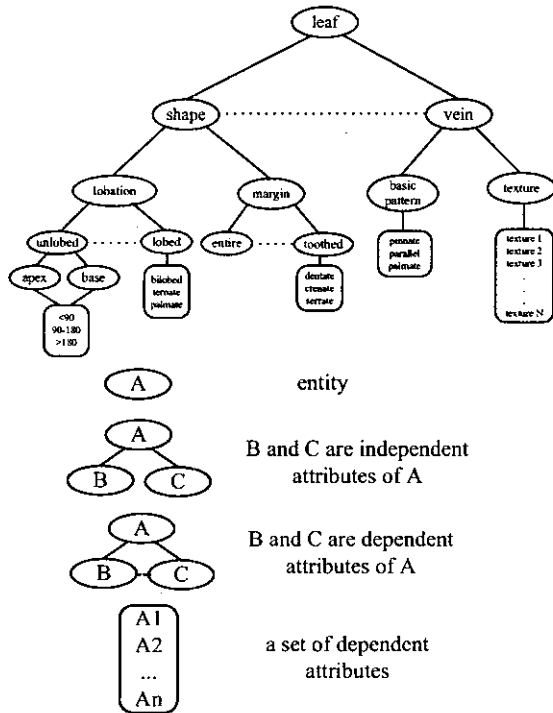 leaf
shape vein
lobation margin basic pattern texture
unlobed lobed entire toothed
apex base
bilobed
ternate
palmate
dentate
crenate
serrate
pennate
parallel
palmate
texture 1
texture 2
texture 3
.
.
.
texture N
<90
90-180
>180
A entity
A
B C
B and C are independent
attributes of A
A
B C
B and C are dependent
attributes of A
A1
A2
...
An
a set of dependent
attributes